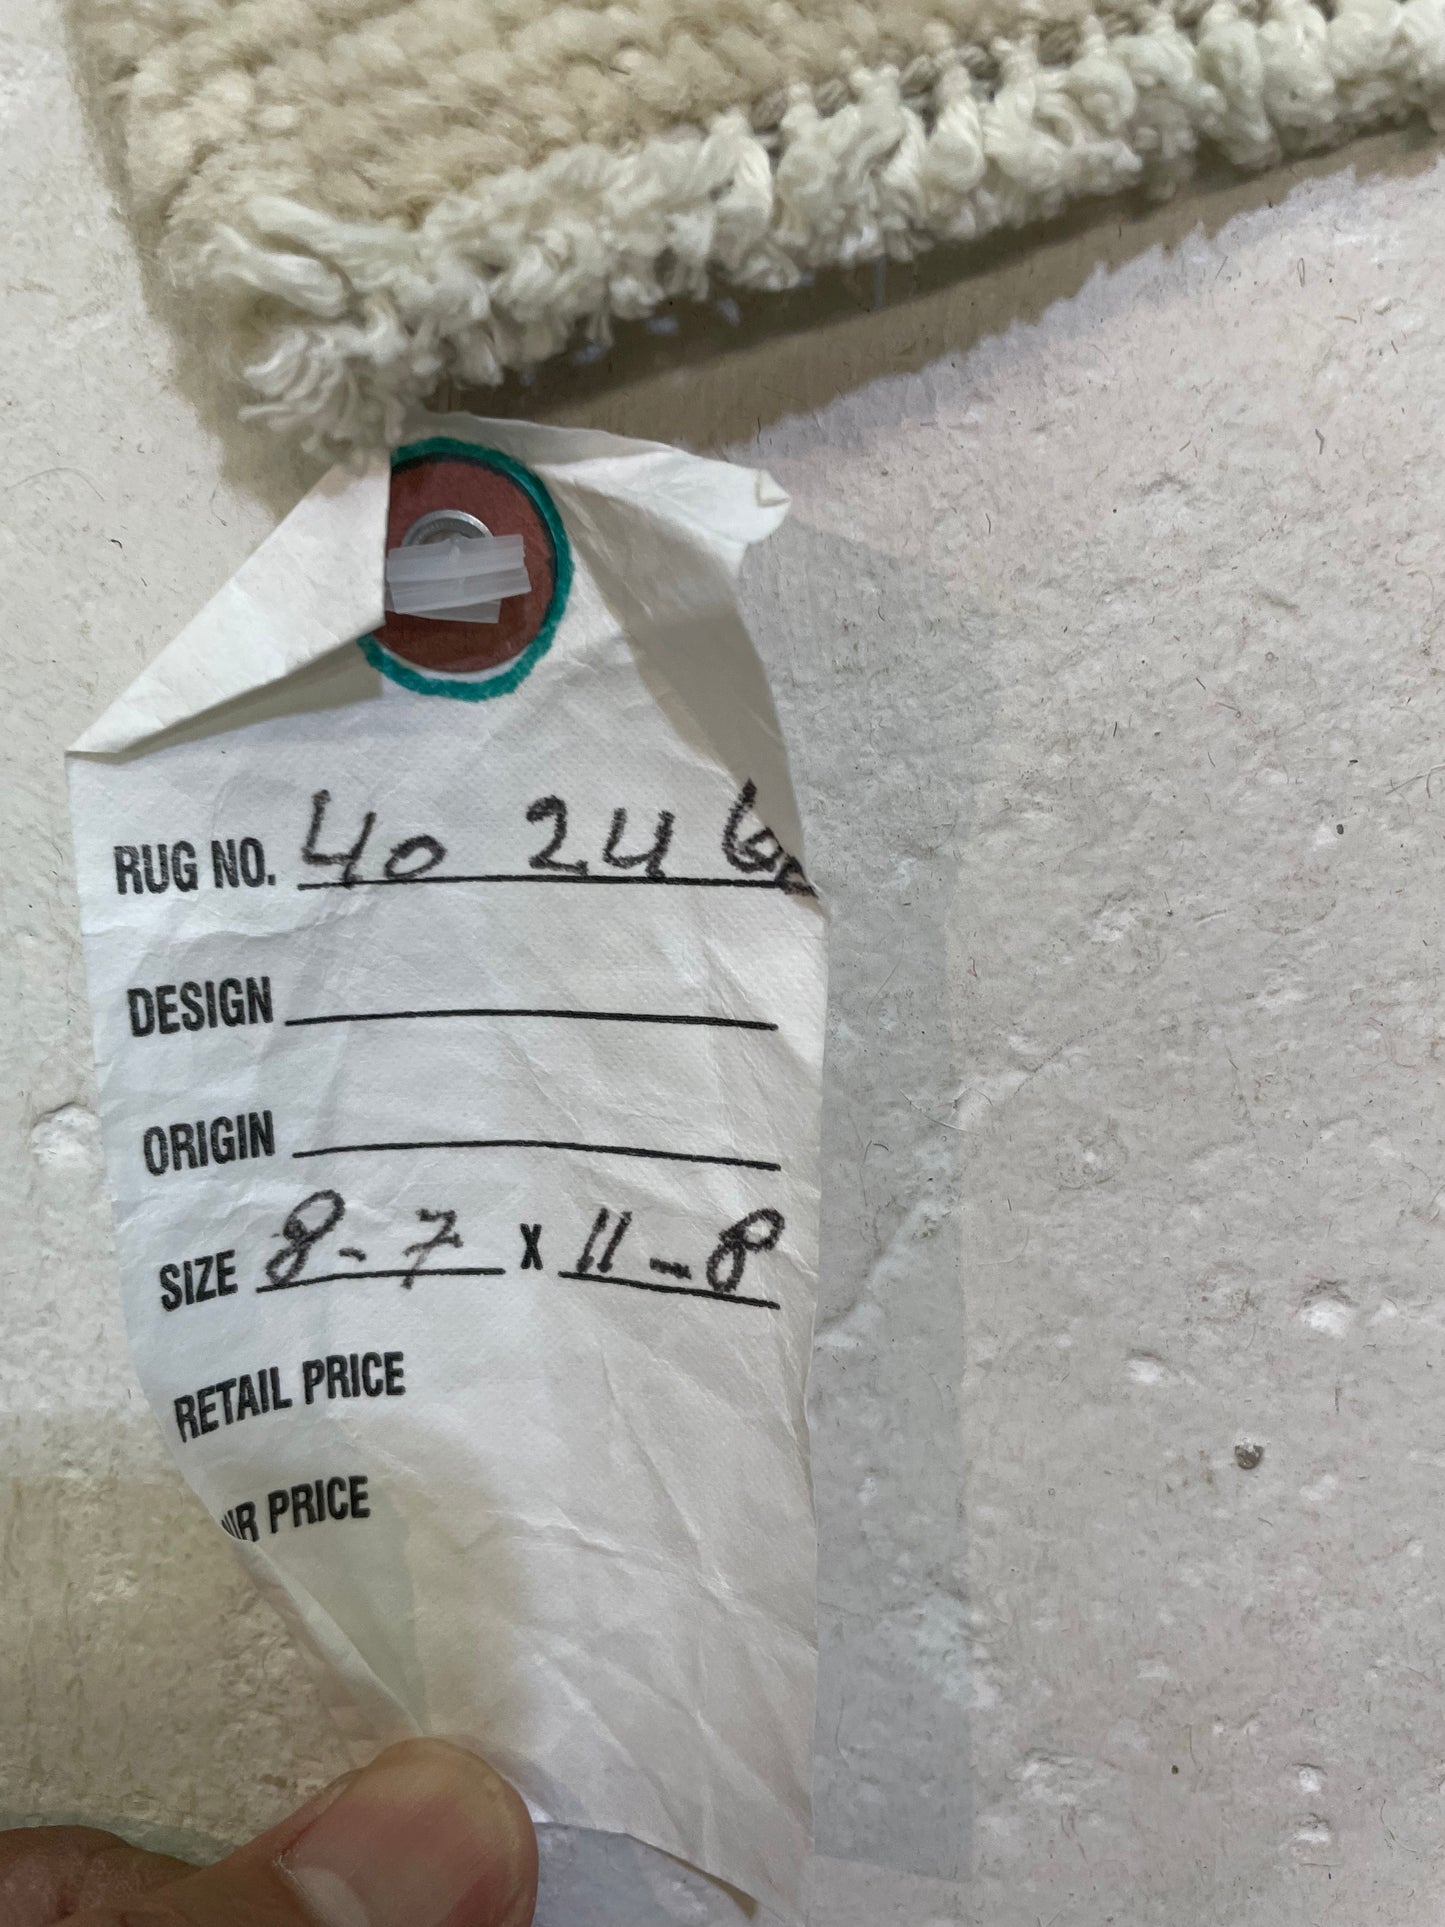 RUG NO. 40 246
DESIGN
ORIGIN
SIZE 8-7 X 11-8
RETAIL PRICE
PRICE